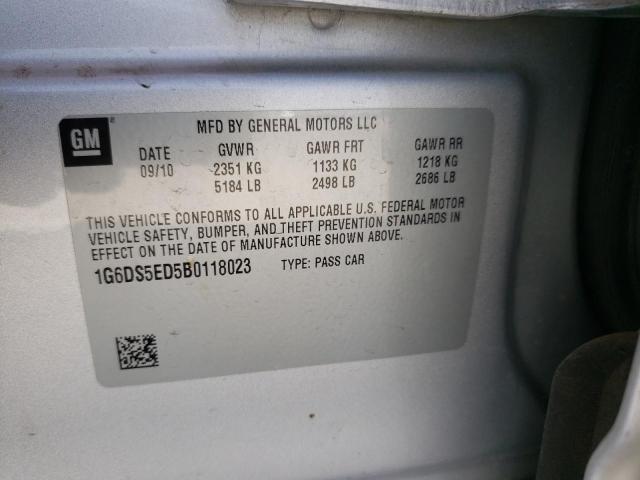 GM
MFD BY GENERAL MOTORS LLC
DATE GVWR GAWR FRT GAWR RR
09/10 2351 KG 1133 KG 1218 KG
5184 LB 2498 LB 2686 LB
THIS VEHICLE CONFORMS TO ALL APPLICABLE U.S. FEDERAL MOTOR
VEHICLE SAFETY, BUMPER, AND THEFT PREVENTION STANDARDS IN
EFFECT ON THE DATE OF MANUFACTURE SHOWN ABOVE.
1G6DS5ED5B0118023 TYPE: PASS CAR